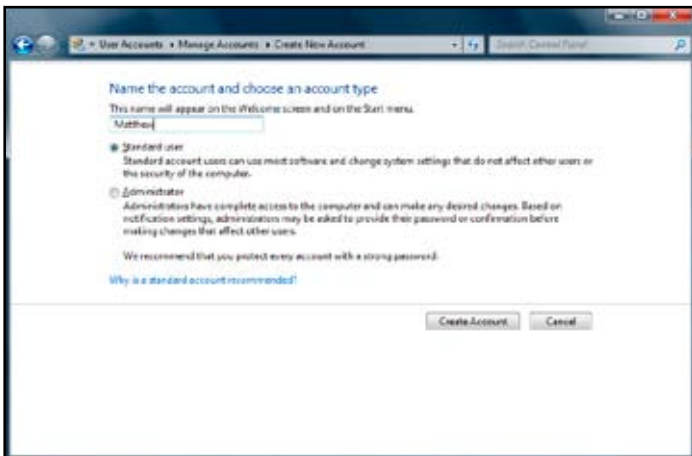 User Accounts ▸ Manage Accounts ▸ Create New Account
Search Control Panel
Name the account and choose an account type
This name will appear on the Welcome screen and on the Start menu.
Matthew
Standard user
Standard account users can use most software and change system settings that do not affect other users or
the security of the computer.
Administrator
Administrators have complete access to the computer and can make any desired changes. Based on
notification settings, administrators may be asked to provide their password or confirmation before
making changes that affect other users.
We recommend that you protect every account with a strong password.
Why is a standard account recommended?
Create Account
Cancel